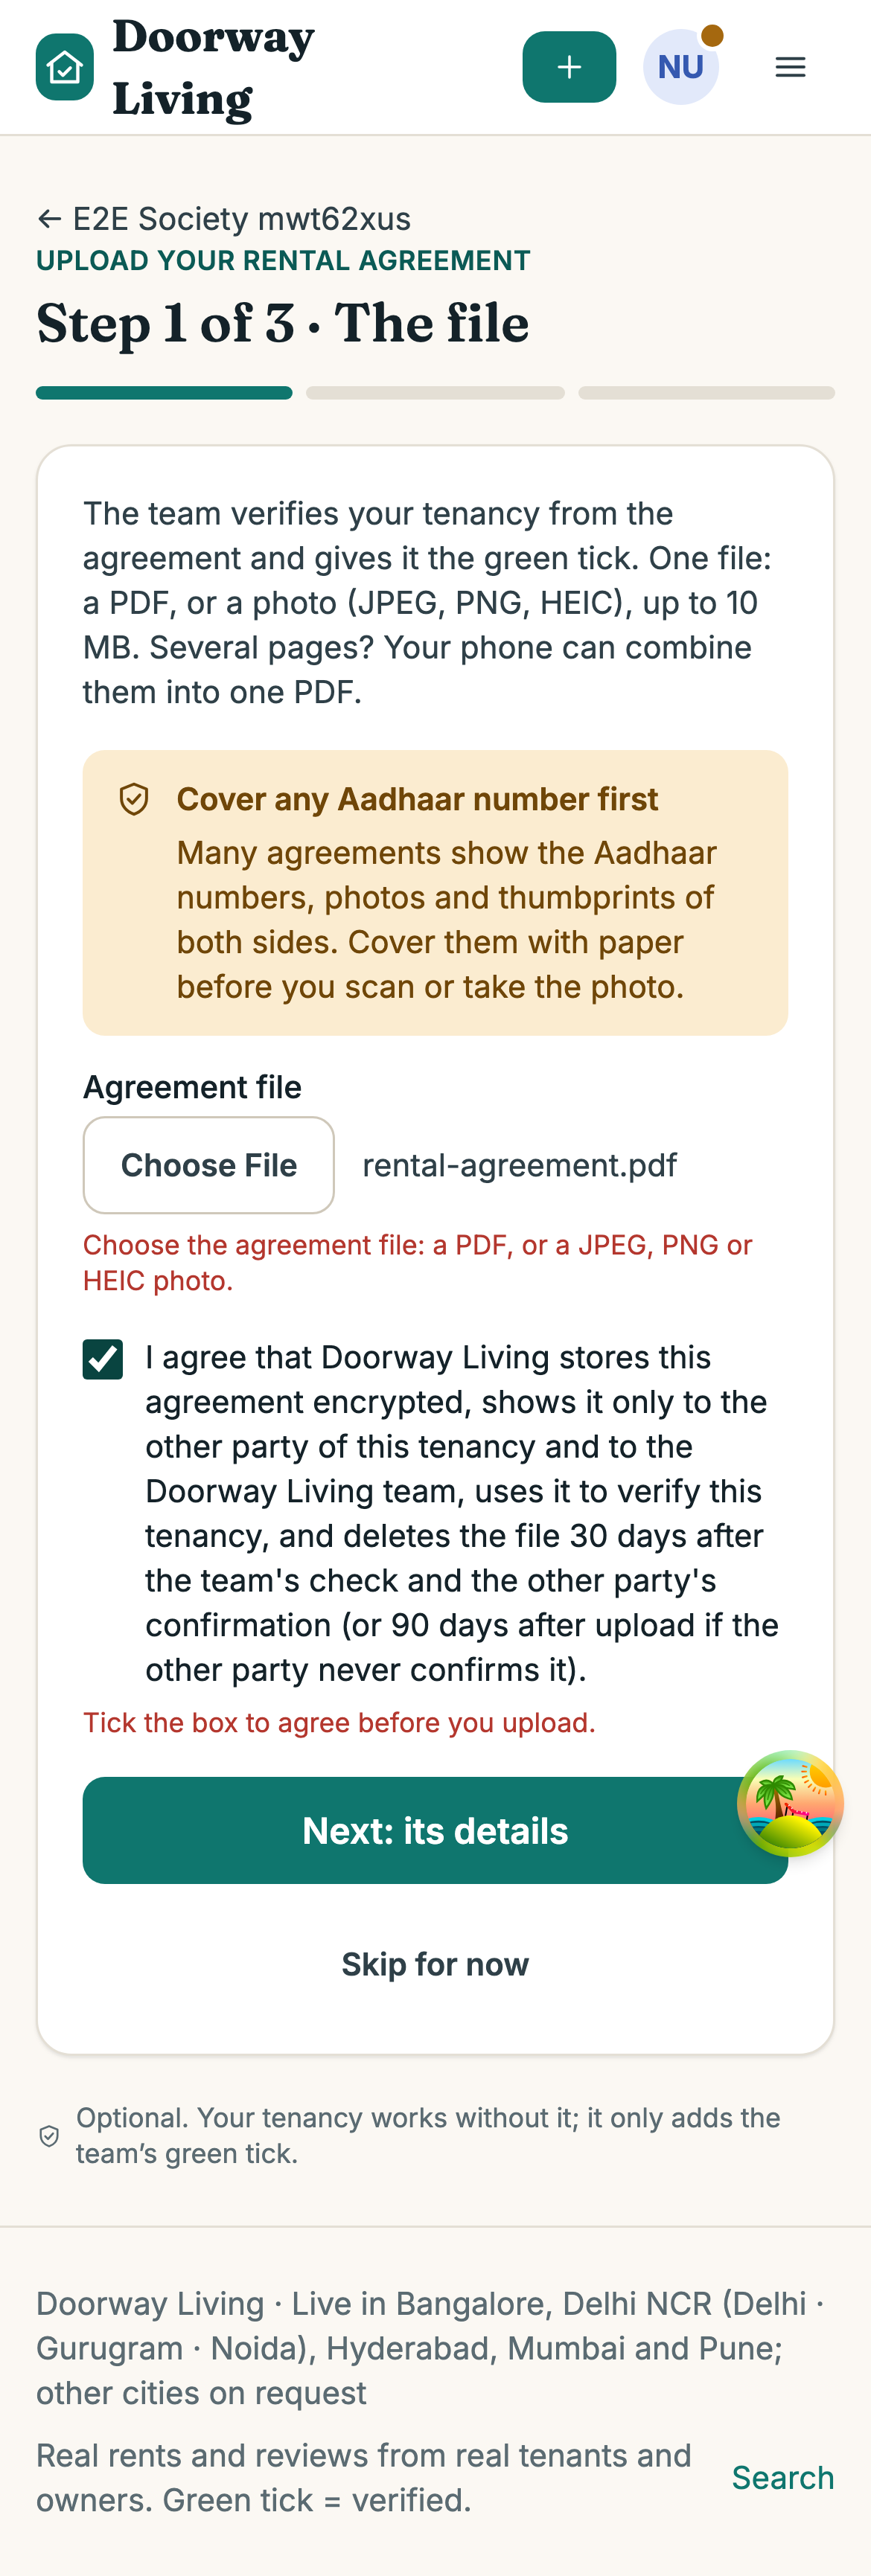 Doorway
Living
NU
← E2E Society mwt62xus
UPLOAD YOUR RENTAL AGREEMENT
Step 1 of 3 · The file
The team verifies your tenancy from the
agreement and gives it the green tick. One file:
a PDF, or a photo (JPEG, PNG, HEIC), up to 10
MB. Several pages? Your phone can combine
them into one PDF.
Cover any Aadhaar number first
Many agreements show the Aadhaar
numbers, photos and thumbprints of
both sides. Cover them with paper
before you scan or take the photo.
Agreement file
Choose File rental-agreement.pdf
Choose the agreement file: a PDF, or a JPEG, PNG or
HEIC photo.
I agree that Doorway Living stores this
agreement encrypted, shows it only to the
other party of this tenancy and to the
Doorway Living team, uses it to verify this
tenancy, and deletes the file 30 days after
the team's check and the other party's
confirmation (or 90 days after upload if the
other party never confirms it).
Tick the box to agree before you upload.
Next: its details
Skip for now
Optional. Your tenancy works without it; it only adds the
team’s green tick.
Doorway Living · Live in Bangalore, Delhi NCR (Delhi ·
Gurugram · Noida), Hyderabad, Mumbai and Pune;
other cities on request
Real rents and reviews from real tenants and
owners. Green tick = verified.
Search